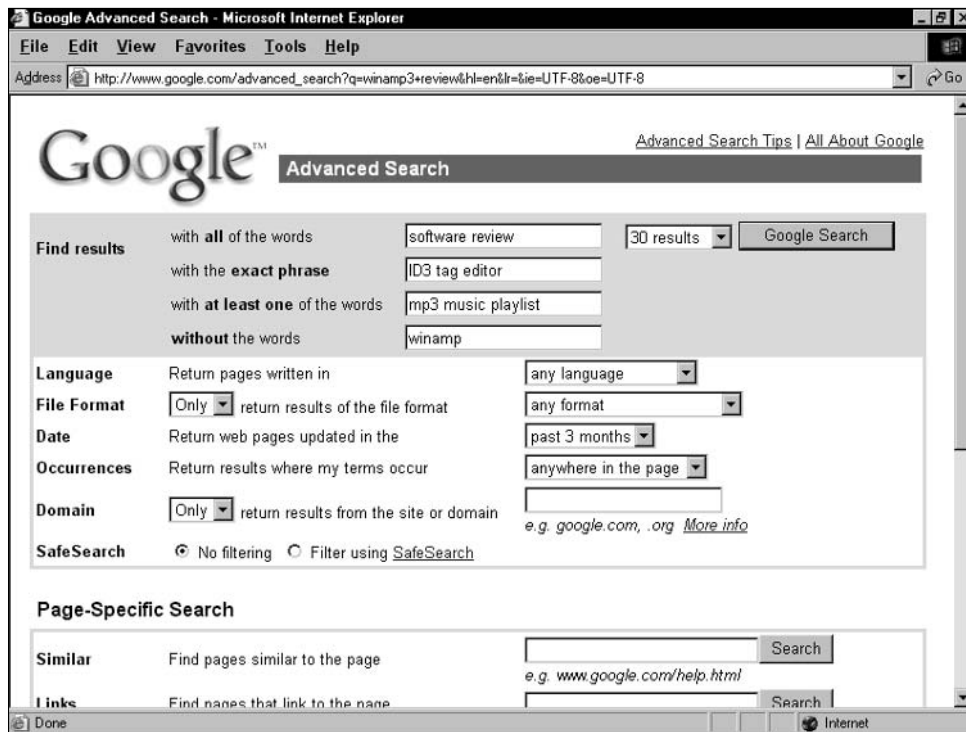 Google Advanced Search - Microsoft Internet Explorer
File Edit View Favorites Tools Help
Address http://www.google.com/advanced_search?q=winamp3+review&hl=en&lr=&ie=UTF-8&oe=UTF-8 Go
Google™
Advanced Search Tips | All About Google
Advanced Search
Find results with all of the words software review 30 results Google Search
with the exact phrase ID3 tag editor
with at least one of the words mp3 music playlist
without the words winamp
Language Return pages written in any language
File Format Only return results of the file format any format
Date Return web pages updated in the past 3 months
Occurrences Return results where my terms occur anywhere in the page
Domain Only return results from the site or domain
e.g. google.com, .org More info
SafeSearch No filtering Filter using SafeSearch
Page-Specific Search
Similar Find pages similar to the page Search
e.g. www.google.com/help.html
Links Find pages that link to the page Search
Done Internet